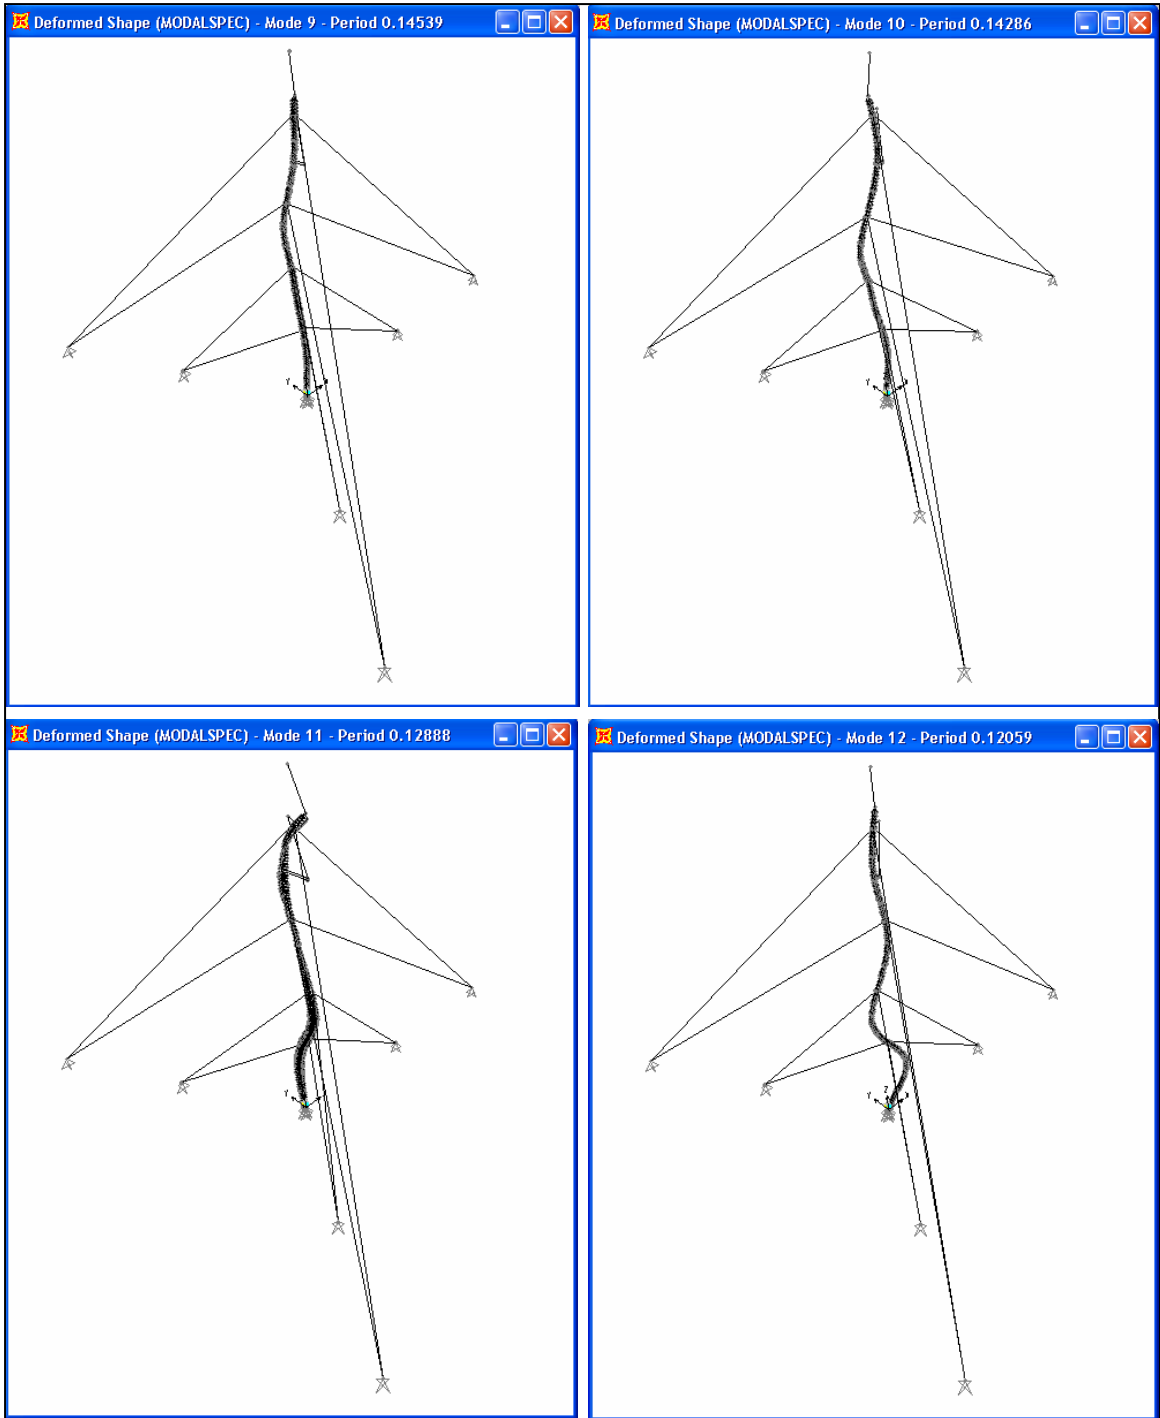 Deformed Shape (MODALSPEC) - Mode 9 - Period 0.14539
Deformed Shape (MODALSPEC) - Mode 10 - Period 0.14286
Y
Y
Deformed Shape (MODALSPEC) - Mode 11 - Period 0.12888
Deformed Shape (MODALSPEC) - Mode 12 - Period 0.12059
Y
Y Z X